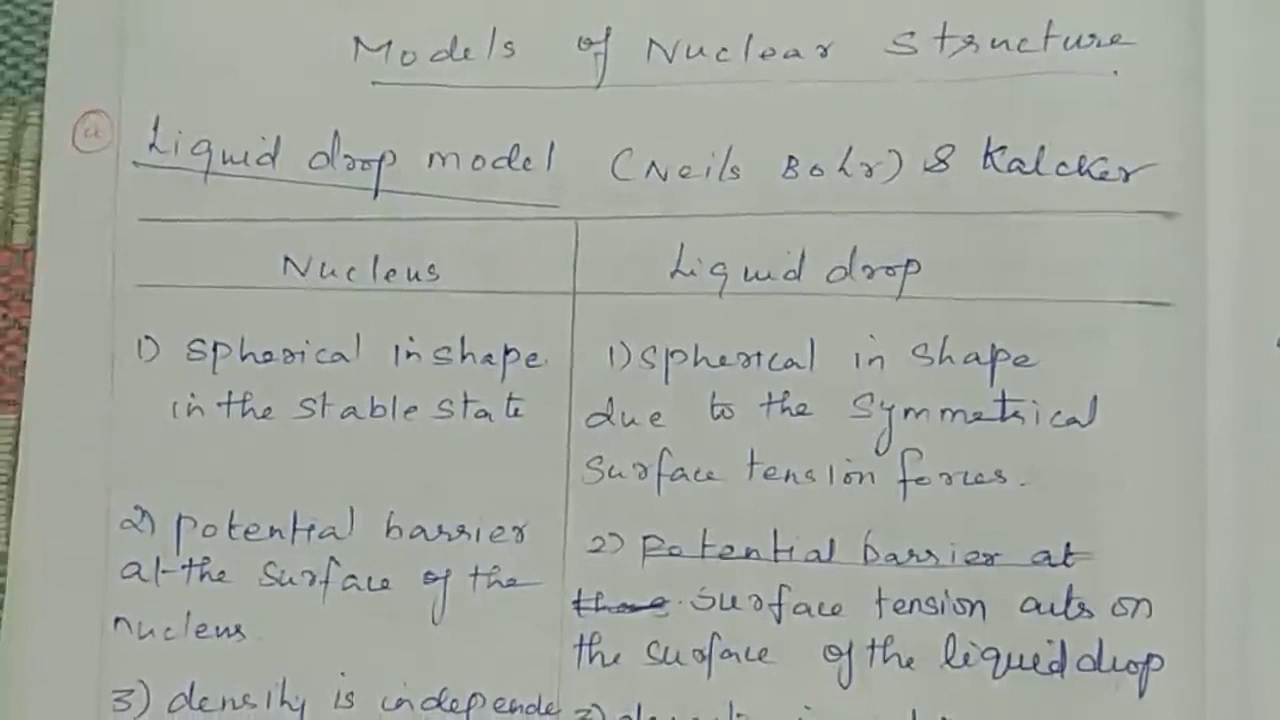 Models of Nuclear Structure
a Liquid drop model (Neils Bohr) & Kalcker
Nucleus
Liquid drop
1) Spherical in shape
in the stable state
1) Spherical in shape
due to the Symmetrical
Surface tension forces.
2) potential barrier
at the surface of the
nucleus.
2) potential barrier at
those surface tension acts on
the surface of the liquid drop
3) density is independe